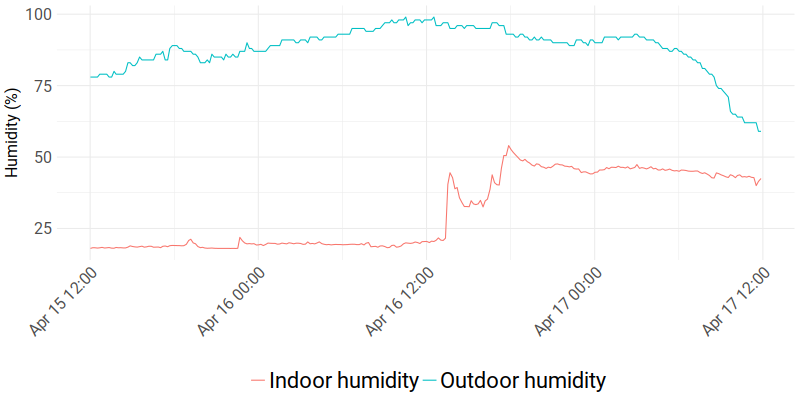 Humidity (%)
100
75
50
25
Apr 15 12:00
Apr 16 00:00
Apr 16 12:00
Apr 17 00:00
Apr 17 12:00
Indoor humidity Outdoor humidity